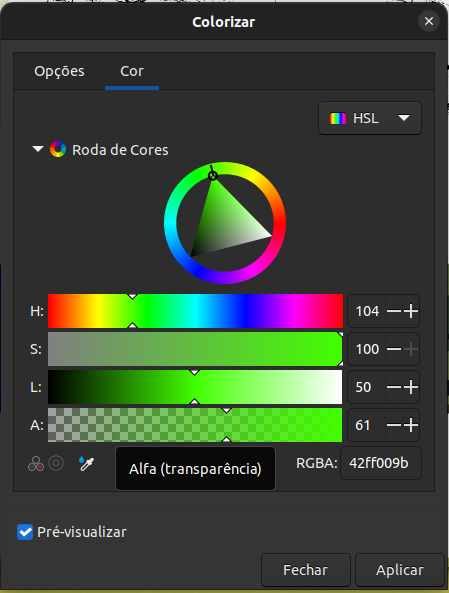 Colorizar
Opções Cor
HSL
Roda de Cores
H: 104
S: 100
L: 50
A: 61
Alfa (transparência) RGBA: 42ff009b
Pré-visualizar
Fechar Aplicar